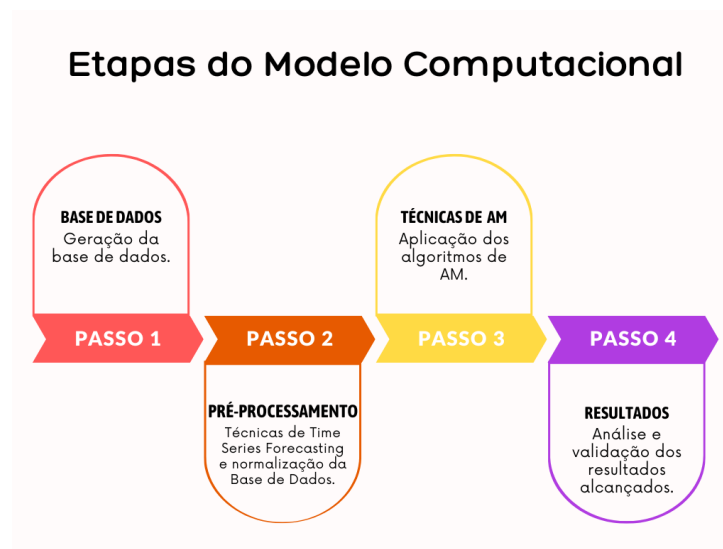 Etapas do Modelo Computacional
BASE DE DADOS
Geração da
base de dados.
PASSO 1
PASSO 2
PRÉ-PROCESSAMENTO
Técnicas de Time
Series Forecasting
e normalização da
Base de Dados.
TÉCNICAS DE AM
Aplicação dos
algoritmos de
AM.
PASSO 3
PASSO 4
RESULTADOS
Análise e
validação dos
resultados
alcançados.